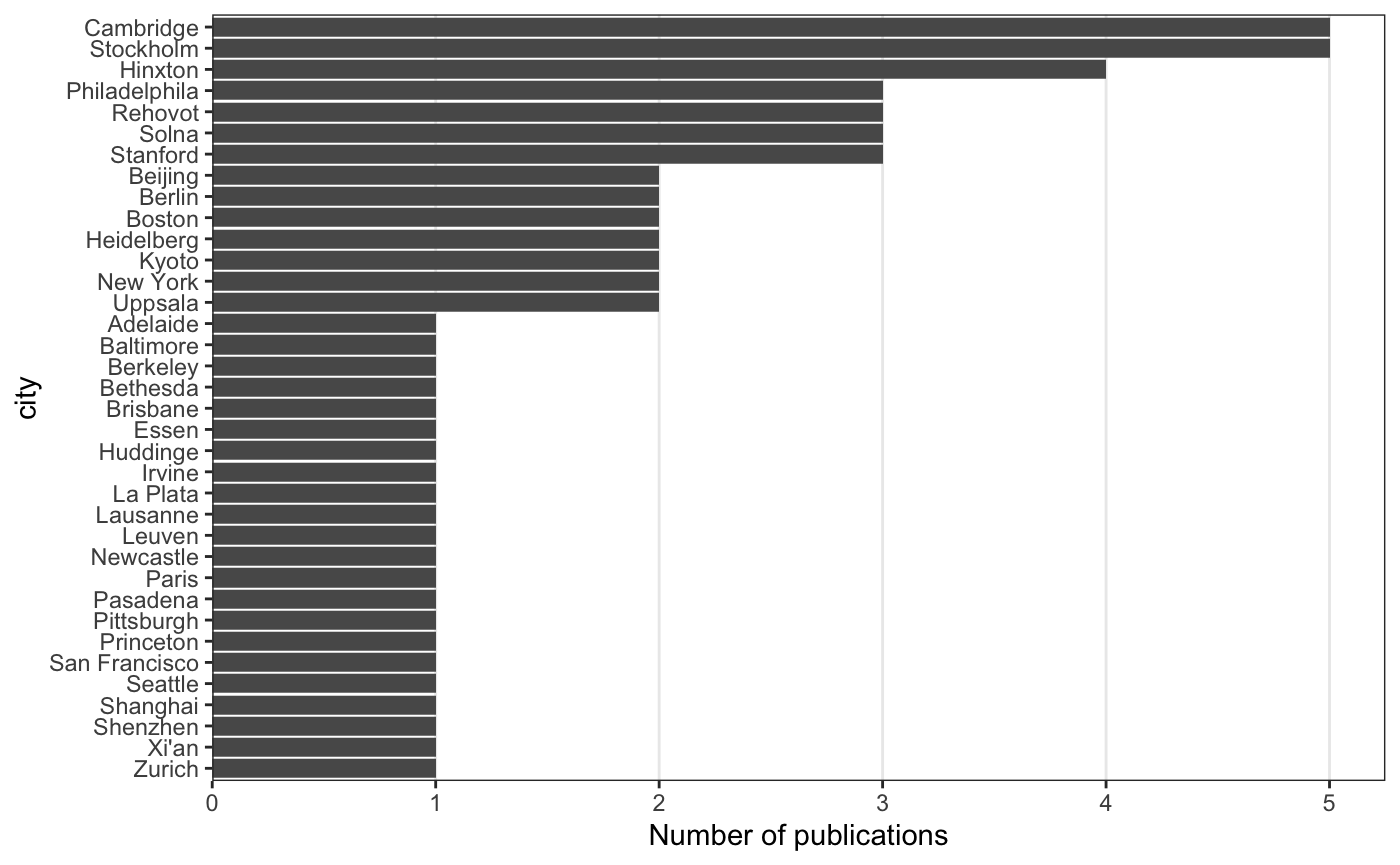 Cambridge
Stockholm
Hinxton
Philadelphila
Rehovot
Solna
Stanford
Beijing
Berlin
Boston
Heidelberg
Kyoto
New York
Uppsala
Adelaide
Baltimore
Berkeley
Bethesda
Brisbane
Essen
Huddinge
Irvine
La Plata
Lausanne
Leuven
Newcastle
Paris
Pasadena
Pittsburgh
Princeton
San Francisco
Seattle
Shanghai
Shenzhen
Xi'an
Zurich
city
0 1 2 3 4 5
Number of publications